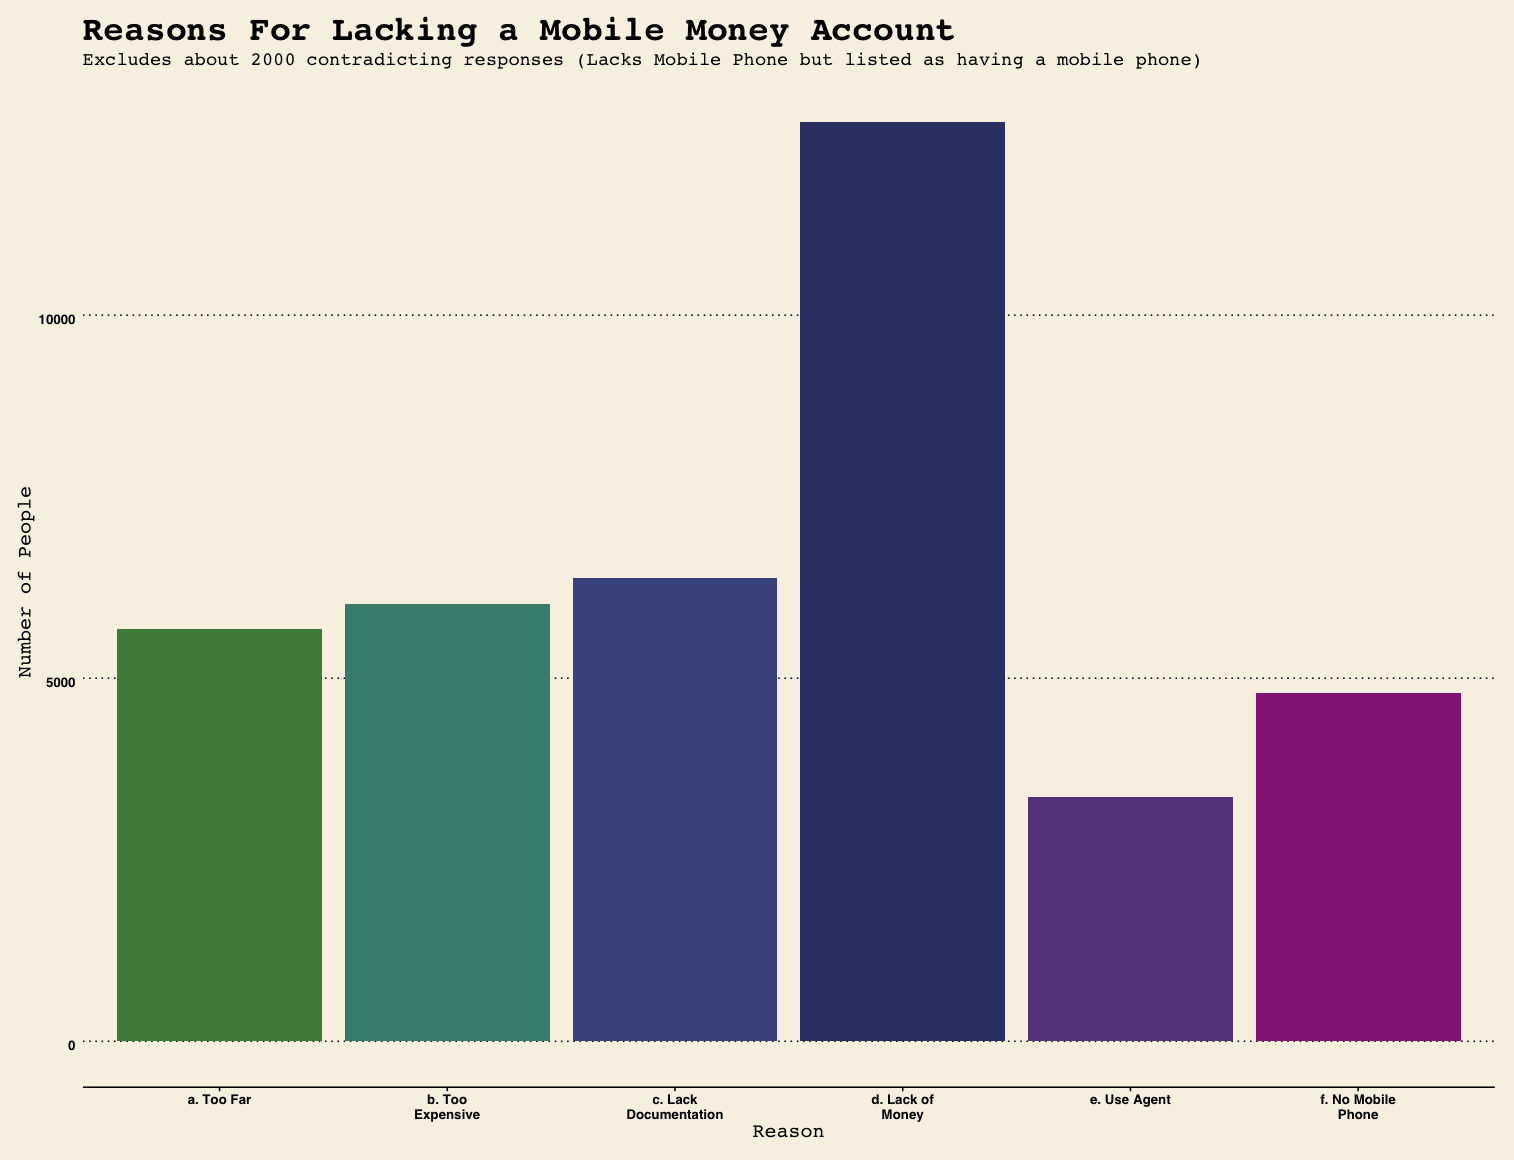 Reasons For Lacking a Mobile Money Account
Excludes about 2000 contradicting responses (Lacks Mobile Phone but listed as having a mobile phone)
Number of People
10000
5000
0
a. Too Far
b. Too
Expensive
c. Lack
Documentation
d. Lack of
Money
e. Use Agent
f. No Mobile
Phone
Reason